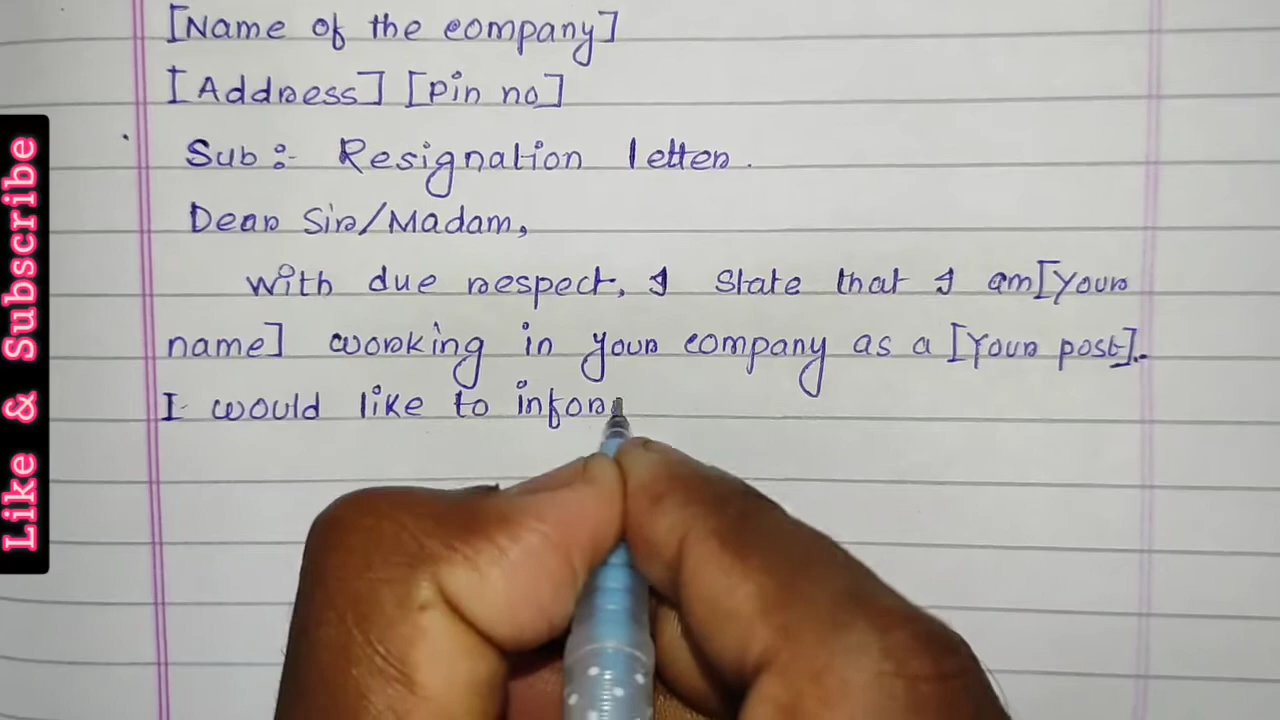 [Name of the company]
[Address] [Pin no]
Sub:- Resignation letter.
Dear Sir/Madam,
With due respect, I state that I am [Your
name] working in your company as a [Your post].
I would like to infor
Like & Subscribe